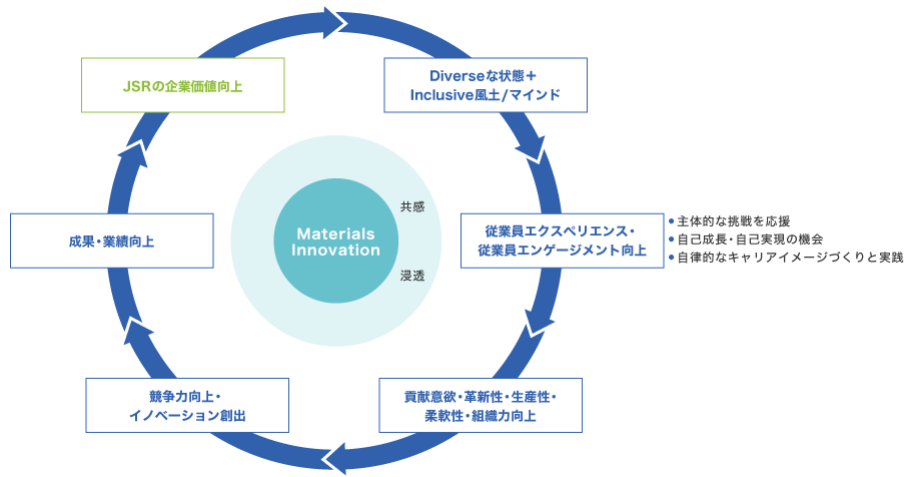 JSRの企業価値向上
Diverseな状態＋
Inclusive風土/マインド
従業員エクスペリエンス・
従業員エンゲージメント向上
●主体的な挑戦を応援
●自己成長・自己実現の機会
●自律的なキャリアイメージづくりと実践
貢献意欲・革新性・生産性・
柔軟性・組織力向上
競争力向上・
イノベーション創出
成果・業績向上
共感
Materials
Innovation
浸透